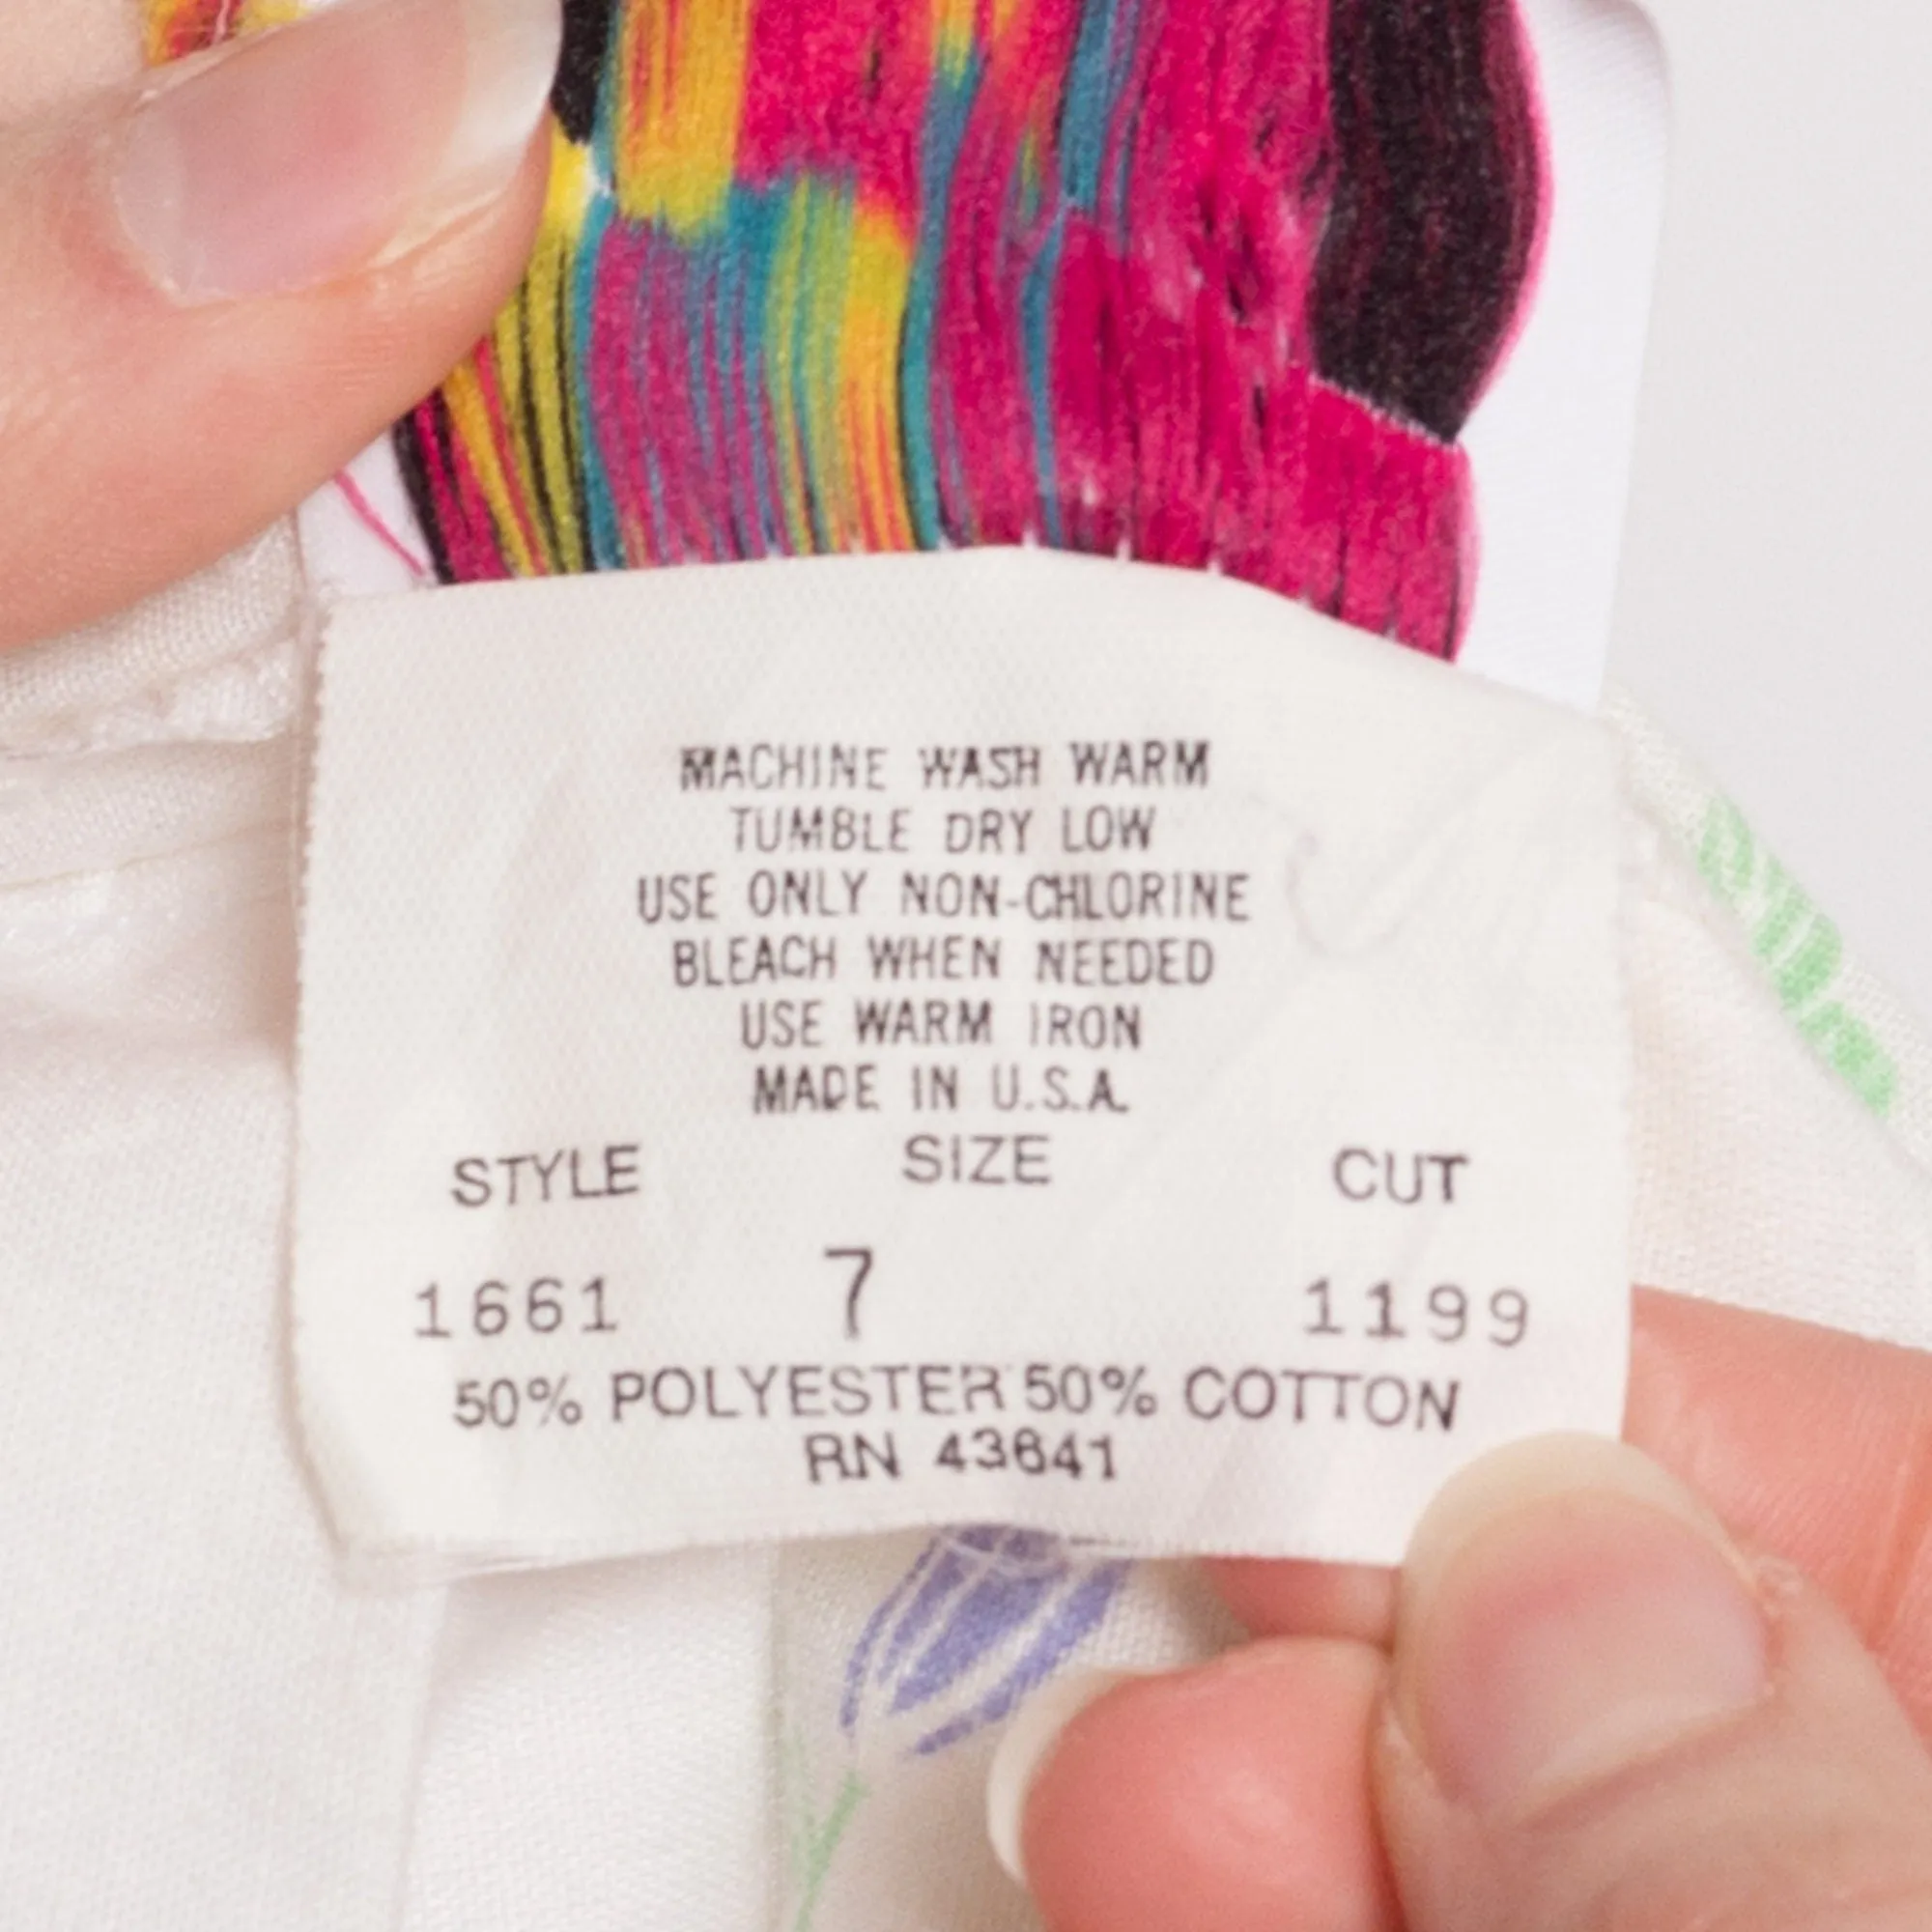 MACHINE WASH WARM
TUMBLE DRY LOW
USE ONLY NON-CHLORINE
BLEACH WHEN NEEDED
USE WARM IRON
MADE IN U.S.A.
STYLE SIZE CUT
1661 7 1199
50% POLYESTER 50% COTTON
RN 43641